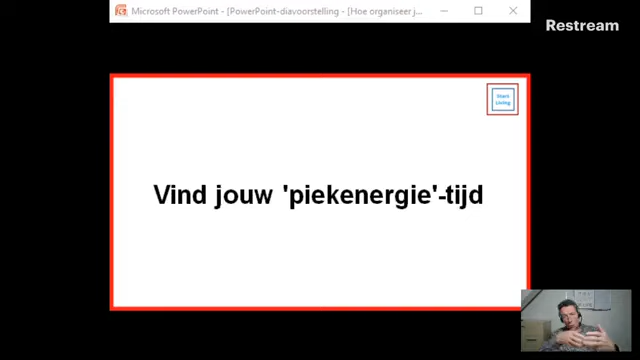 Microsoft PowerPoint - [PowerPoint-diavoorstelling - [Hoe organiseer j...
Restream
Start
Living
Vind jouw 'piekenergie'-tijd